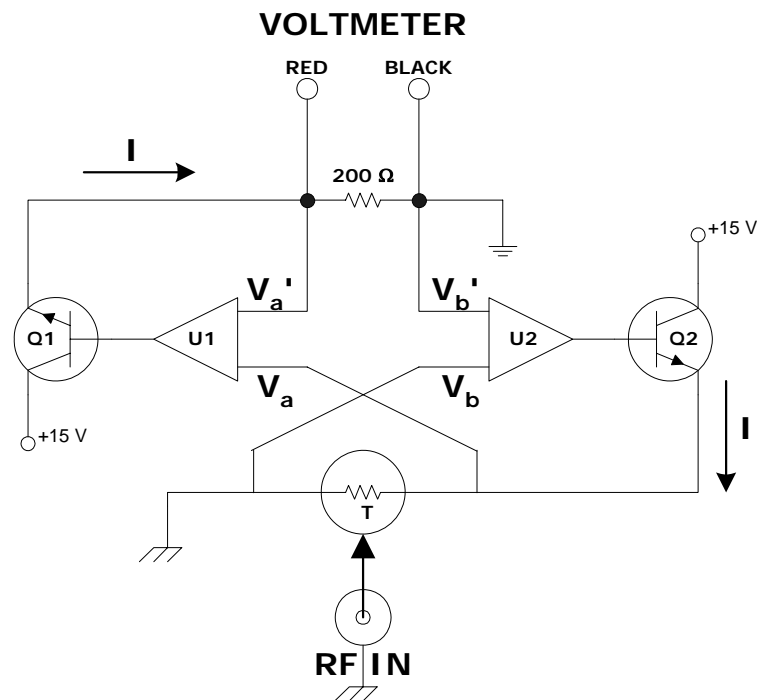 VOLTMETER
RED BLACK
I
200 Ω
+15 V
Va' Vb'
Q1 U1 U2 Q2
Va Vb
+15 V
I
T
RF IN